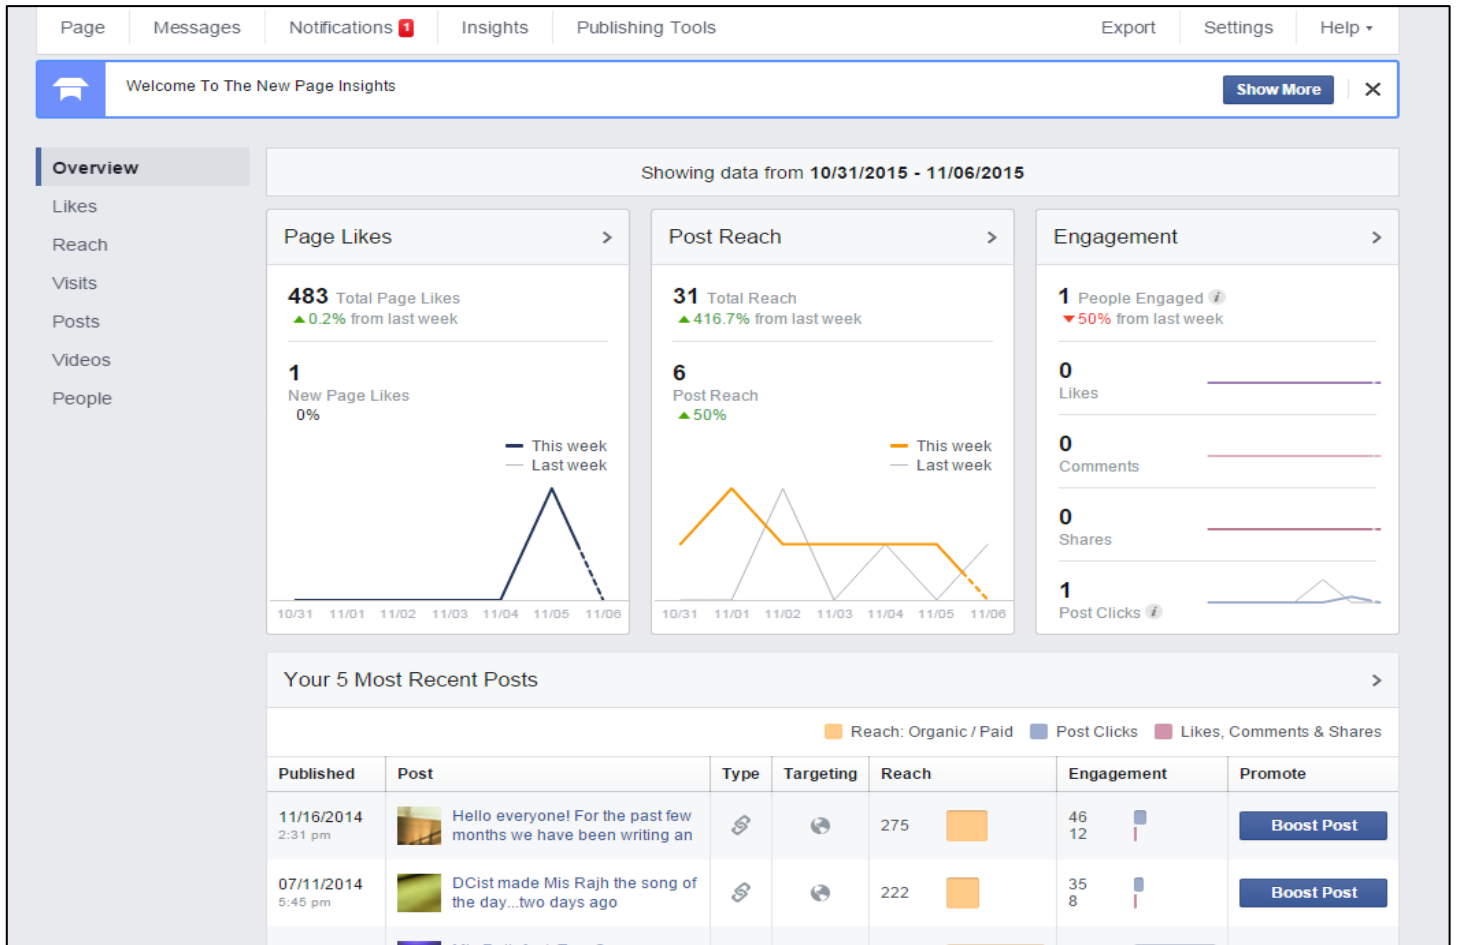 Page Messages Notifications 1 Insights Publishing Tools Export Settings Help
Welcome To The New Page Insights Show More
Overview
Likes
Reach
Visits
Posts
Videos
People
Showing data from 10/31/2015 - 11/06/2015
Page Likes
483 Total Page Likes
0.2% from last week
1
New Page Likes
0%
This week
Last week
10/31 11/01 11/02 11/03 11/04 11/05 11/06
Post Reach
31 Total Reach
416.7% from last week
6
Post Reach
50%
This week
Last week
10/31 11/01 11/02 11/03 11/04 11/05 11/06
Engagement
1 People Engaged i
50% from last week
0
Likes
0
Comments
0
Shares
1
Post Clicks i
Your 5 Most Recent Posts
Reach: Organic / Paid Post Clicks Likes, Comments & Shares
Published Post Type Targeting Reach Engagement Promote
11/16/2014
2:31 pm
Hello everyone! For the past few
months we have been writing an
275
46
12
Boost Post
07/11/2014
5:45 pm
DCist made Mis Rajh the song of
the day...two days ago
222
35
8
Boost Post